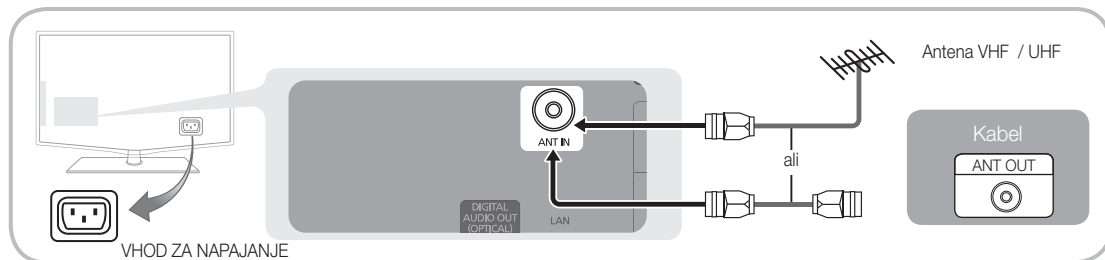 Antena VHF / UHF
ANT IN
ali
Kabel
ANT OUT
DIGITAL
AUDIO OUT
(OPTICAL)
LAN
VHOD ZA NAPAJANJE